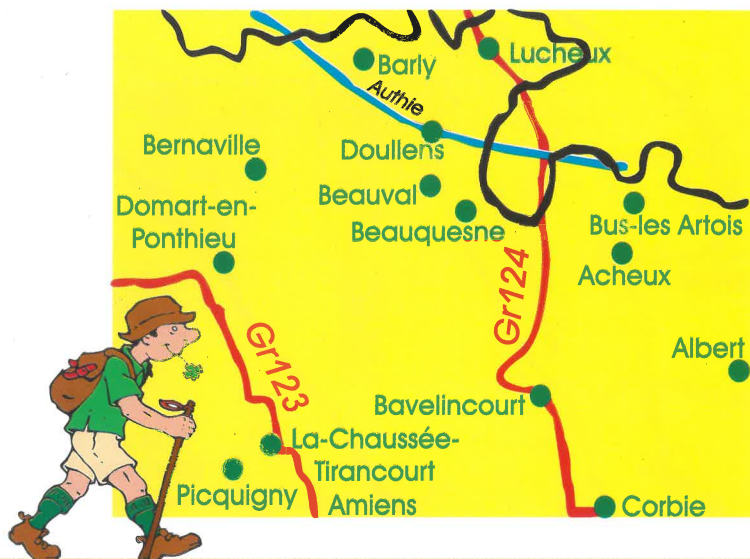 Lucheux
Barly
Authie
Bernaville
Doullens
Beauval
Domart-en-
Ponthieu
Beauquesne
Bus-les Artois
Acheux
Gr124
Gr123
Albert
Bavelincourt
La-Chaussée-
Tirancourt
Picquigny
Amiens
Corbie